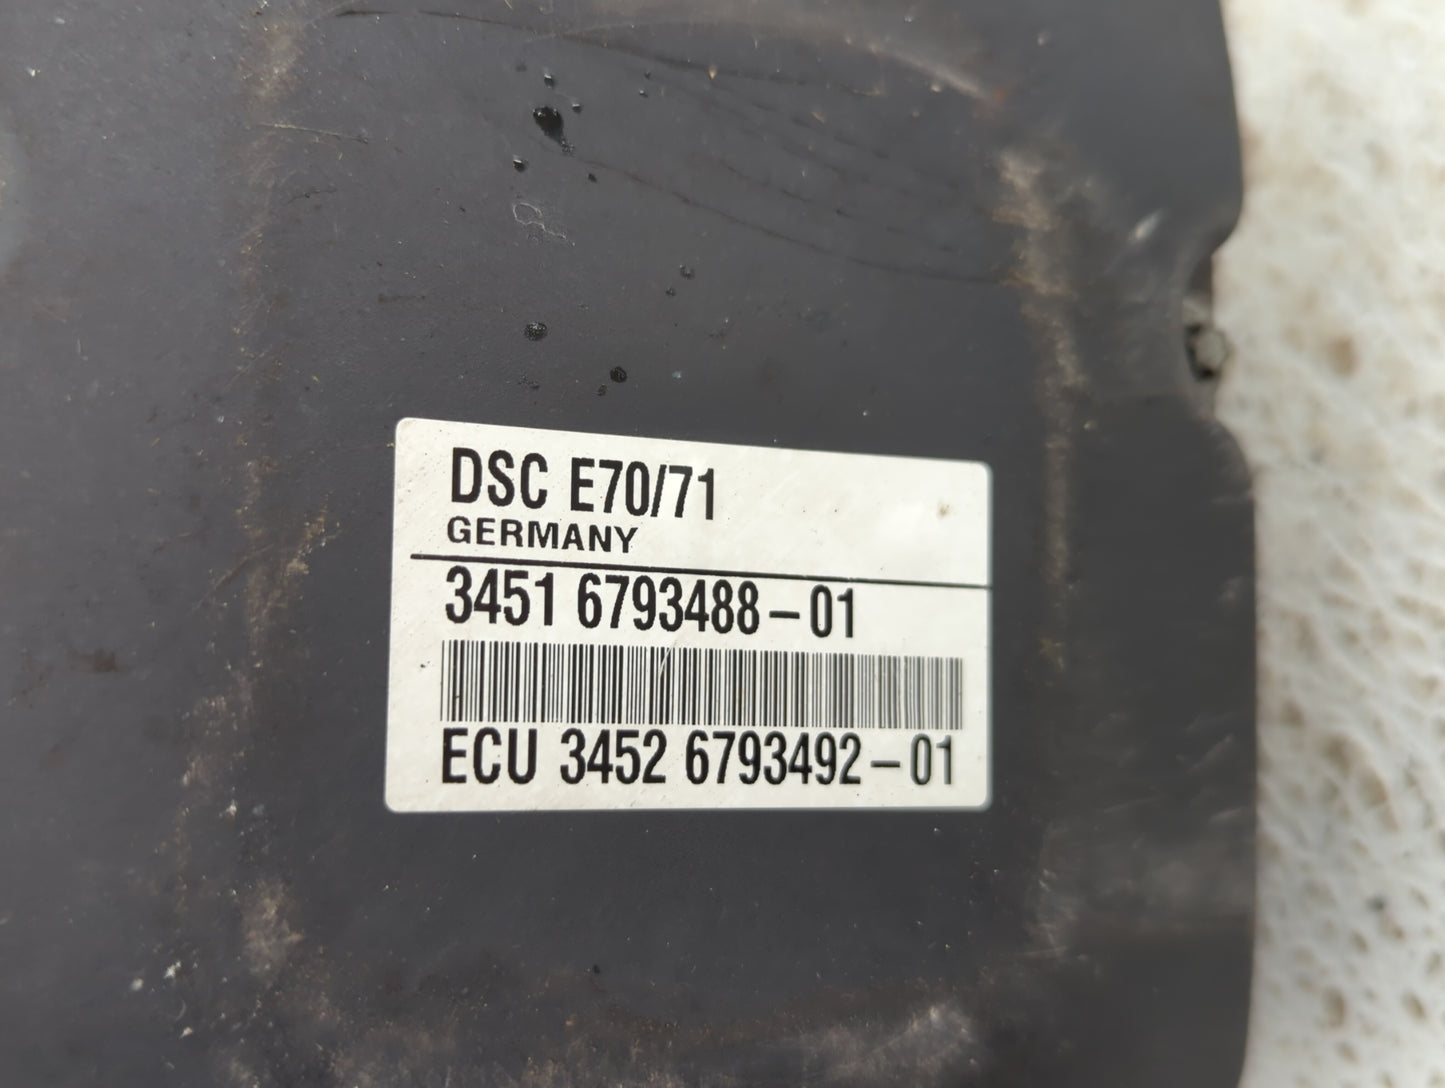 DSC E70/71
GERMANY
3451 6793488-01
ECU 3452 6793492-01